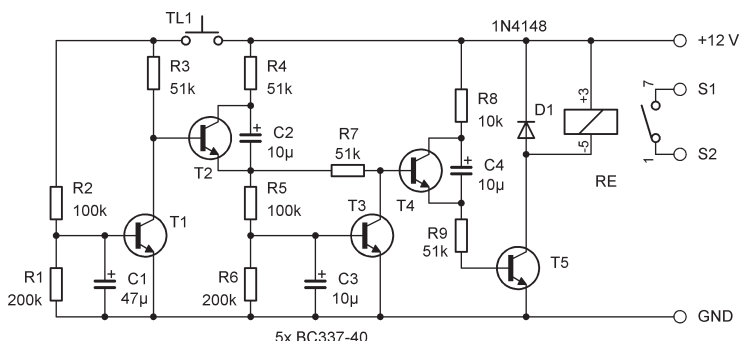 TL1
1N4148
+12 V
R3
51k
R4
51k
R8
10k
D1
+3
7
S1
C2
10µ
R7
51k
T2
C4
10µ
-5
1
S2
RE
R2
100k
R5
100k
T3
T4
T1
R9
51k
T5
R1
200k
C1
47µ
R6
200k
C3
10µ
GND
5x BC337-40